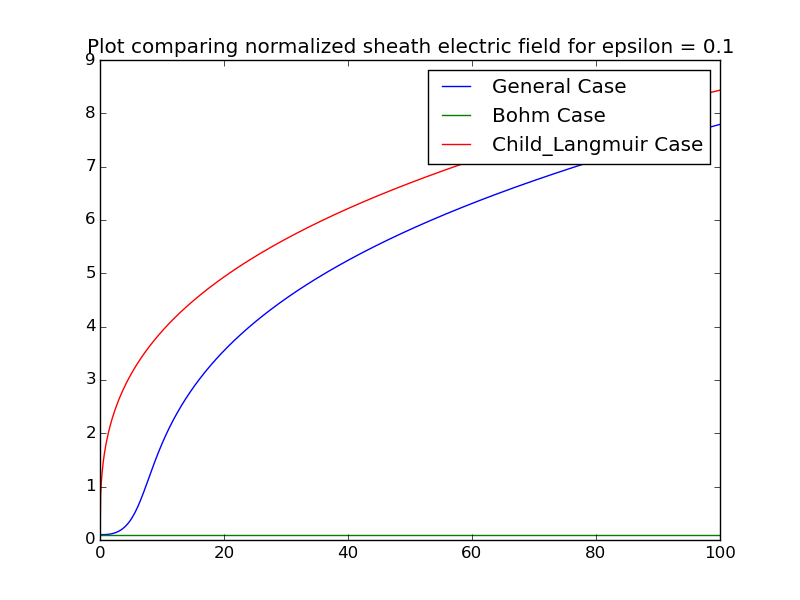 Plot comparing normalized sheath electric field for epsilon = 0.1
9
8
7
6
5
4
3
2
1
0
General Case
Bohm Case
Child_Langmuir Case
0 20 40 60 80 100